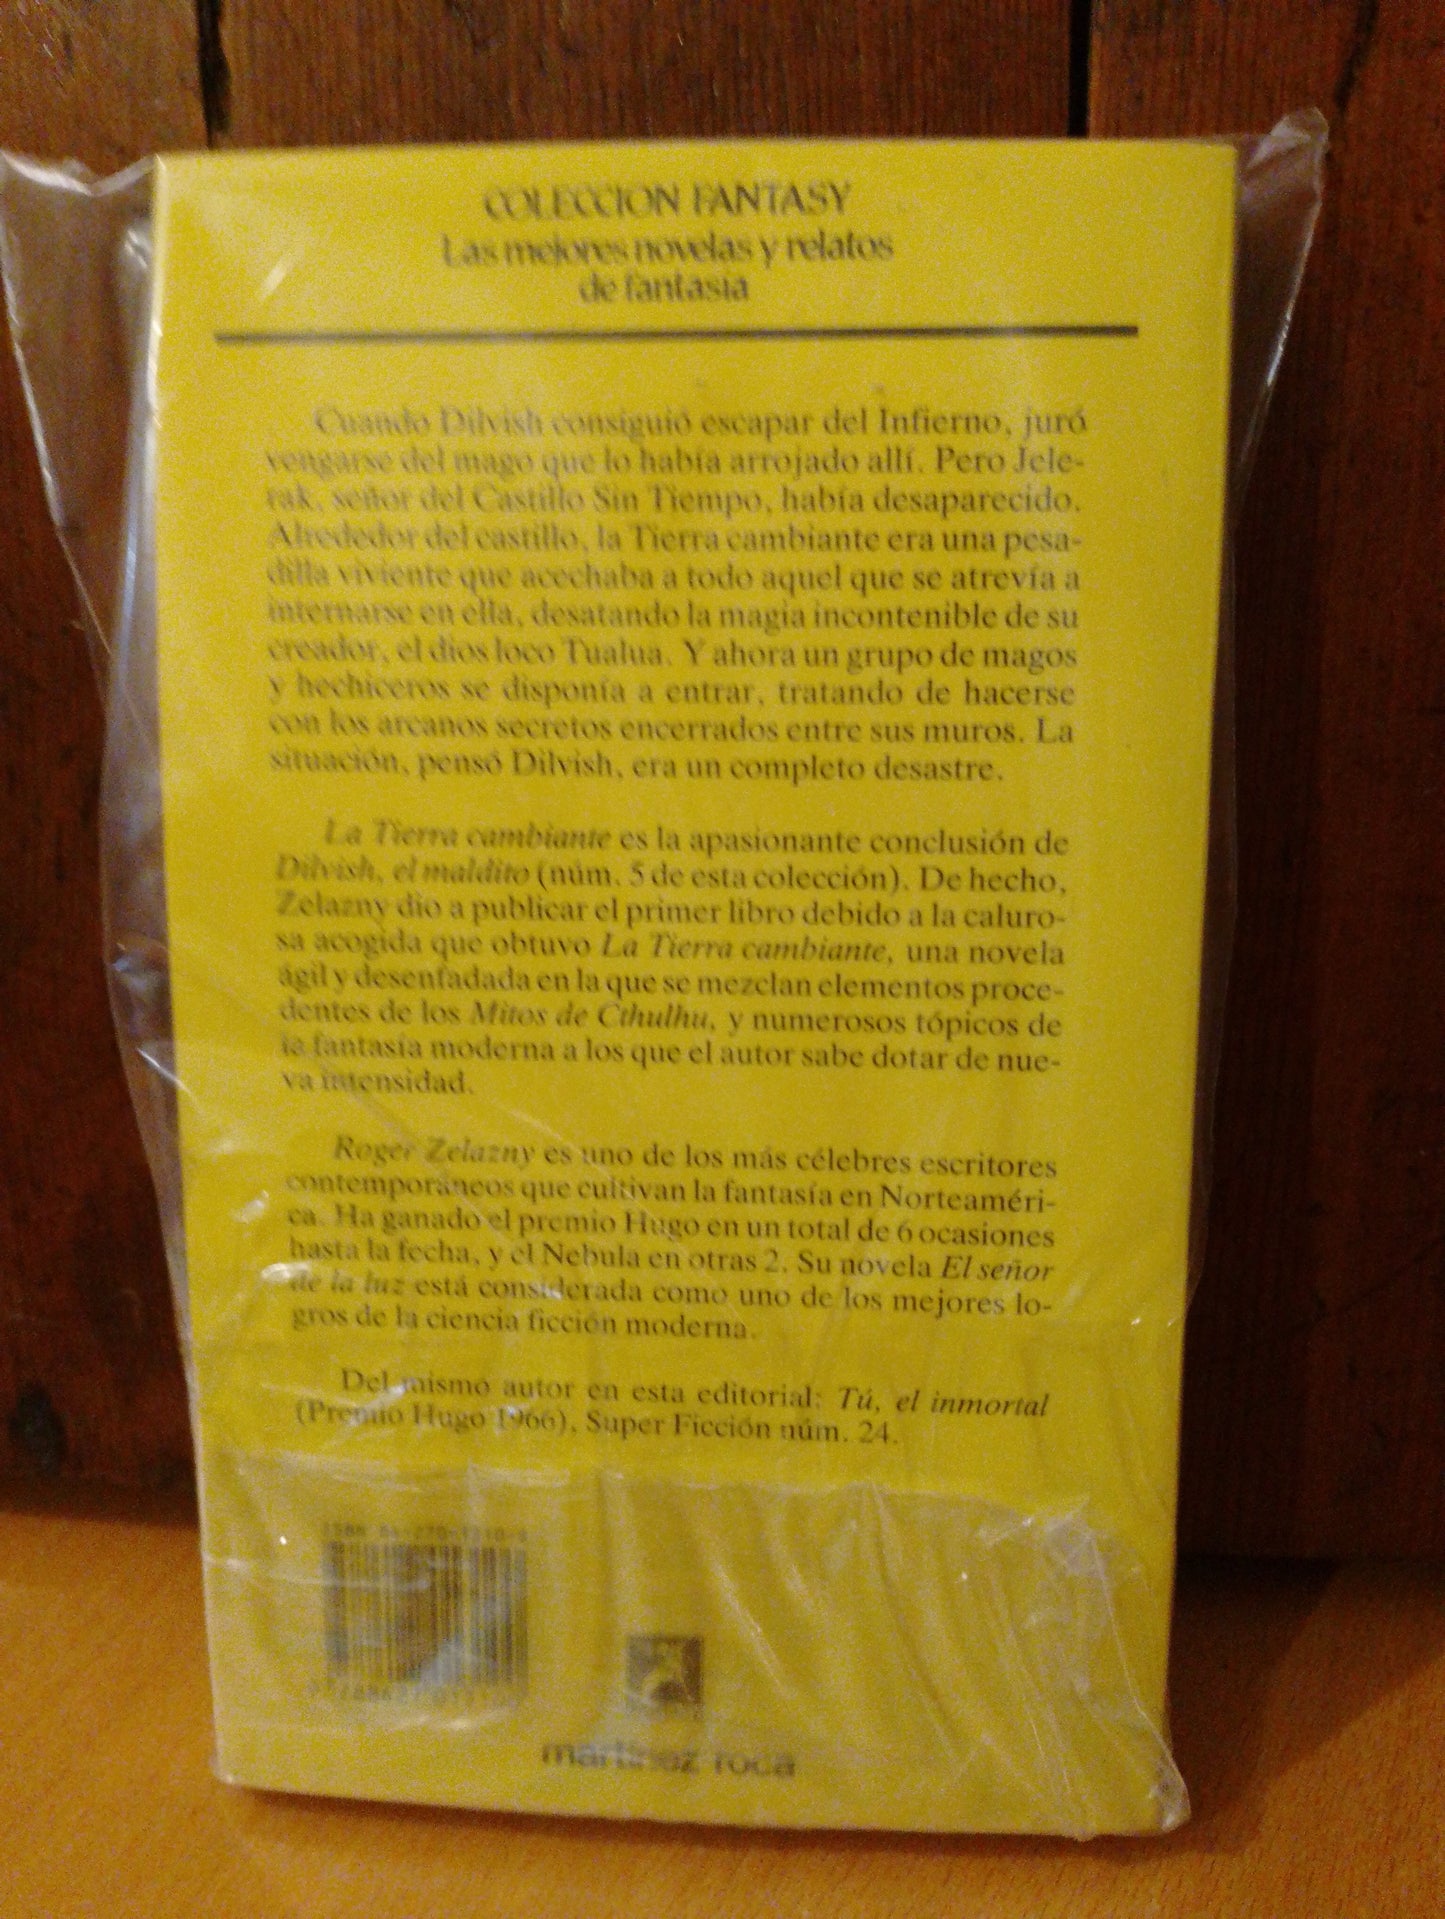 COLECCION FANTASY
Las mejores novelas y relatos
de fantasía
Cuando Dilvish consiguió escapar del Infierno, juró
vengarse del mago que lo había arrojado allí. Pero Jele-
rak, señor del Castillo Sin Tiempo, había desaparecido.
Alrededor del castillo, la Tierra cambiante era una pesa-
dilla viviente que acechaba a todo aquel que se atrevía a
internarse en ella, desatando la magia incontenible de su
creador, el dios loco Tualua. Y ahora un grupo de magos
y hechiceros se disponía a entrar, tratando de hacerse
con los arcanos secretos encerrados entre sus muros. La
situación, pensó Dilvish, era un completo desastre.
La Tierra cambiante es la apasionante conclusión de
Dilvish, el maldito (núm. 5 de esta colección). De hecho,
Zelazny dio a publicar el primer libro debido a la caluro-
sa acogida que obtuvo La Tierra cambiante, una novela
ágil y desenfadada en la que se mezclan elementos proce-
dentes de los Mitos de Cthulhu, y numerosos tópicos de
la fantasía moderna a los que el autor sabe dotar de nue-
va intensidad.
Roger Zelazny es uno de los más célebres escritores
contemporáneos que cultivan la fantasía en Norteaméri-
ca. Ha ganado el premio Hugo en un total de 6 ocasiones
hasta la fecha, y el Nebula en otras 2. Su novela El señor
de la luz está considerada como uno de los mejores lo-
gros de la ciencia ficción moderna.
Del mismo autor en esta editorial: Tú, el inmortal
(Premio Hugo 1966), Super Ficción núm. 24.
ISBN
martínez roca